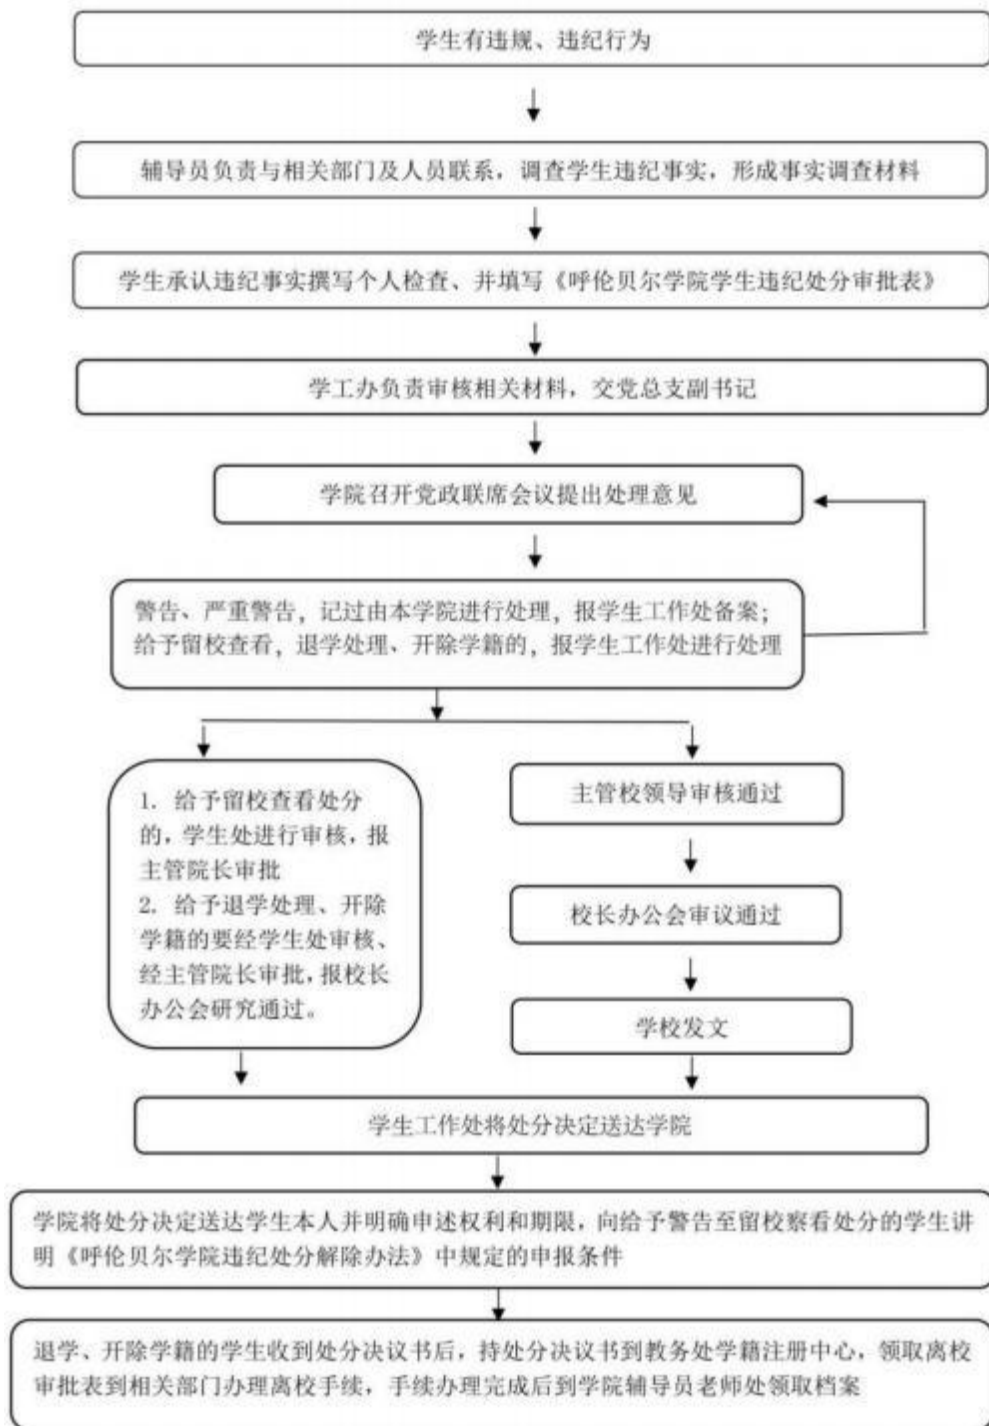 学生有违规、违纪行为
辅导员负责与相关部门及人员联系，调查学生违纪事实，形成事实调查材料
学生承认违纪事实撰写个人检查、并填写《呼伦贝尔学院学生违纪处分审批表》
学工办负责审核相关材料，交党总支副书记
学院召开党政联席会议提出处理意见
警告、严重警告，记过由本学院进行处理，报学生工作处备案；
给予留校查看，退学处理、开除学籍的，报学生工作处进行处理
1. 给予留校查看处分
的，学生处进行审核，报
主管院长审批
2. 给予退学处理、开除
学籍的要经学生处审核、
经主管院长审批，报校长
办公会研究通过。
主管校领导审核通过
校长办公会审议通过
学校发文
学生工作处将处分决定送达学院
学院将处分决定送达学生本人并明确申述权利和期限，向给予警告至留校察看处分的学生讲
明《呼伦贝尔学院违纪处分解除办法》中规定的申报条件
退学、开除学籍的学生收到处分决议书后，持处分决议书到教务处学籍注册中心，领取离校
审批表到相关部门办理离校手续，手续办理完成后到学院辅导员老师处领取档案